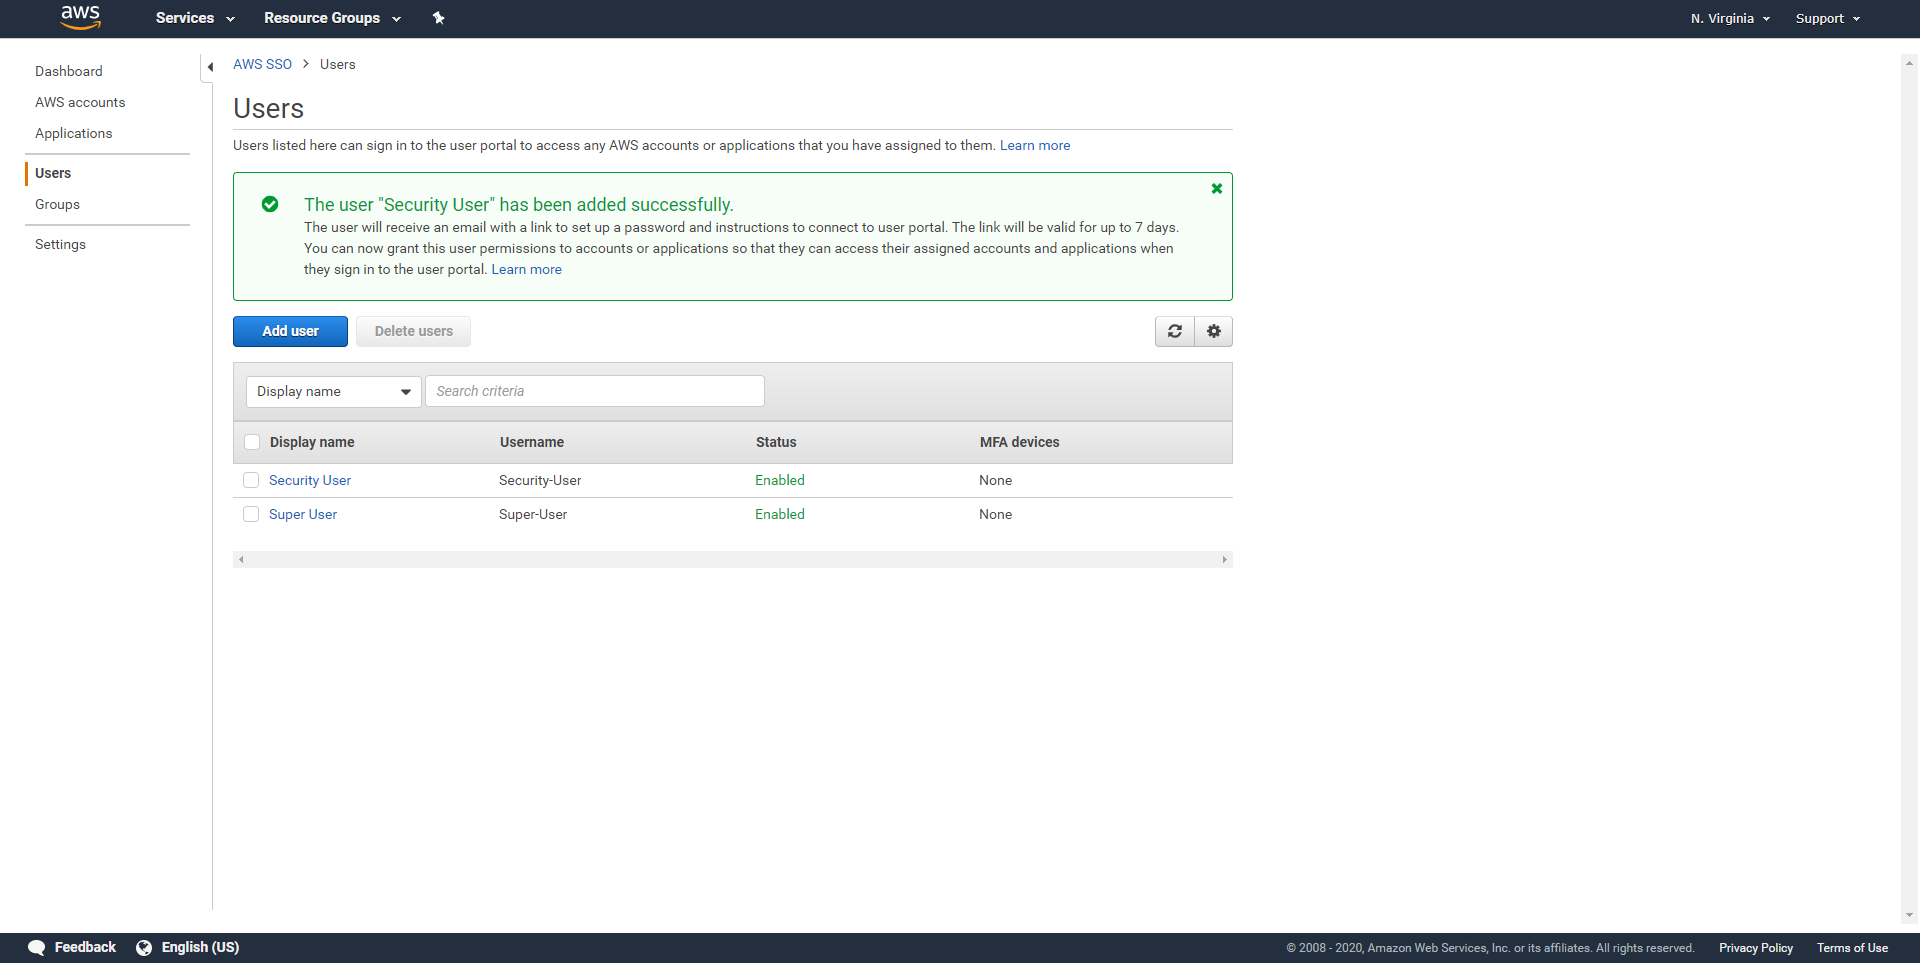 aws Services Resource Groups N. Virginia Support
Dashboard
AWS accounts
Applications
Users
Groups
Settings
AWS SSO > Users
Users
Users listed here can sign in to the user portal to access any AWS accounts or applications that you have assigned to them. Learn more
The user "Security User" has been added successfully.
The user will receive an email with a link to set up a password and instructions to connect to user portal. The link will be valid for up to 7 days.
You can now grant this user permissions to accounts or applications so that they can access their assigned accounts and applications when
they sign in to the user portal. Learn more
Add user Delete users
Display name Search criteria
Display name Username Status MFA devices
Security User Security-User Enabled None
Super User Super-User Enabled None
Feedback English (US) © 2008 - 2020, Amazon Web Services, Inc. or its affiliates. All rights reserved. Privacy Policy Terms of Use